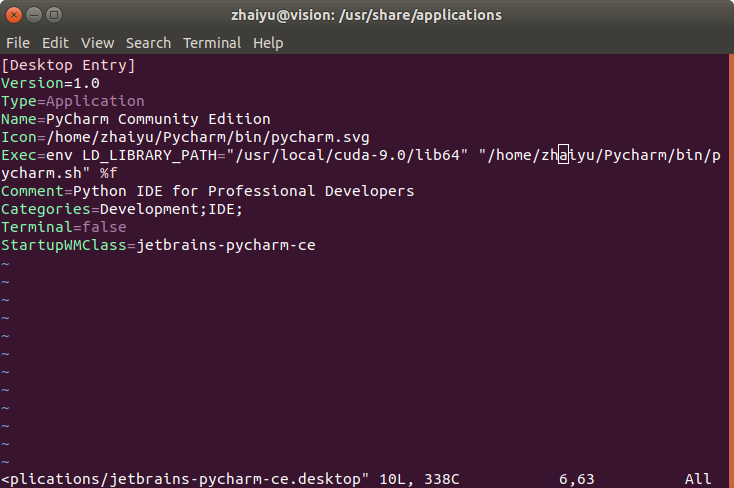 zhaiyu@vision: /usr/share/applications
File Edit View Search Terminal Help
[Desktop Entry]
Version=1.0
Type=Application
Name=PyCharm Community Edition
Icon=/home/zhaiyu/Pycharm/bin/pycharm.svg
Exec=env LD_LIBRARY_PATH="/usr/local/cuda-9.0/lib64" "/home/zhaiyu/Pycharm/bin/p
ycharm.sh" %f
Comment=Python IDE for Professional Developers
Categories=Development;IDE;
Terminal=false
StartupWMClass=jetbrains-pycharm-ce
~
~
~
~
~
~
~
~
~
~
~
~
<plications/jetbrains-pycharm-ce.desktop" 10L, 338C 6,63 All